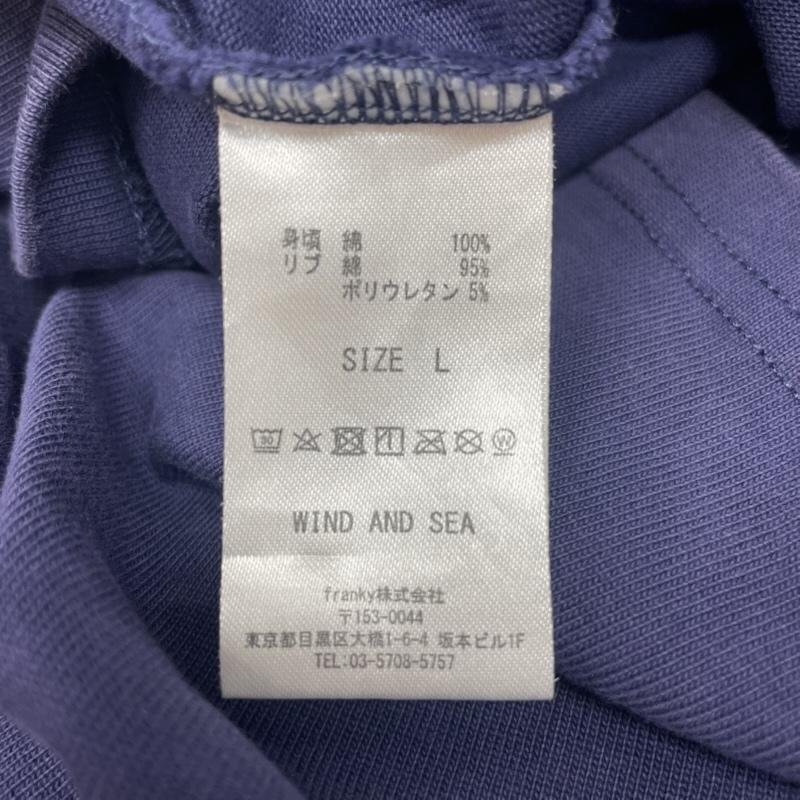 身頃 綿 100%
リブ 綿 95%
ポリウレタン 5%
SIZE L
30 W
WIND AND SEA
franky株式会社
〒153-0044
東京都目黒区大橋1-6-4 坂本ビル1F
TEL:03-5708-5757